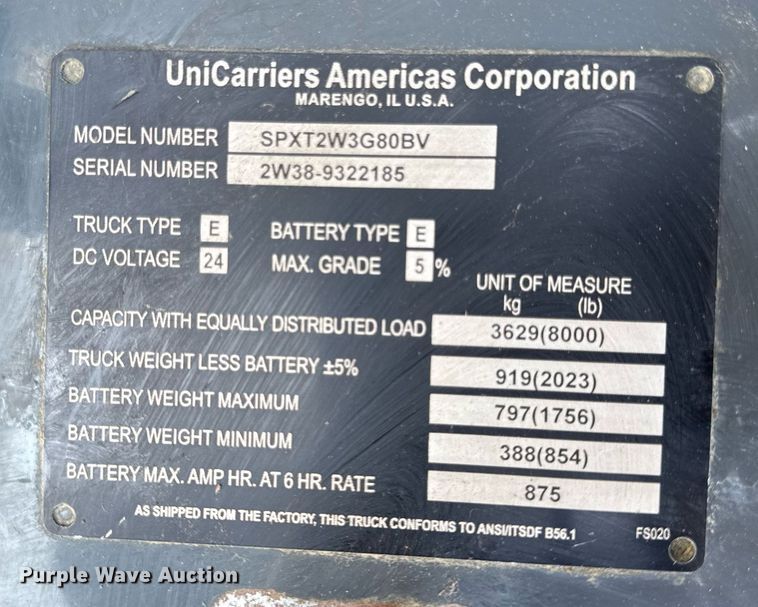 UniCarriers Americas Corporation
MARENGO, IL U.S.A.
MODEL NUMBER SPXT2W3G80BV
SERIAL NUMBER 2W38-9322185
TRUCK TYPE E BATTERY TYPE E
DC VOLTAGE 24 MAX. GRADE 5 %
UNIT OF MEASURE
kg (lb)
CAPACITY WITH EQUALLY DISTRIBUTED LOAD 3629(8000)
TRUCK WEIGHT LESS BATTERY ±5% 919(2023)
BATTERY WEIGHT MAXIMUM 797(1756)
BATTERY WEIGHT MINIMUM 388(854)
BATTERY MAX. AMP HR. AT 6 HR. RATE 875
AS SHIPPED FROM THE FACTORY, THIS TRUCK CONFORMS TO ANSI/ITSDF B56.1 FS020
Purple Wave Auction